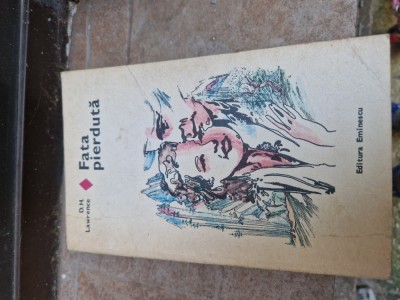 D.H.
Lawrence
Fata
pierdută
Editura Eminescu